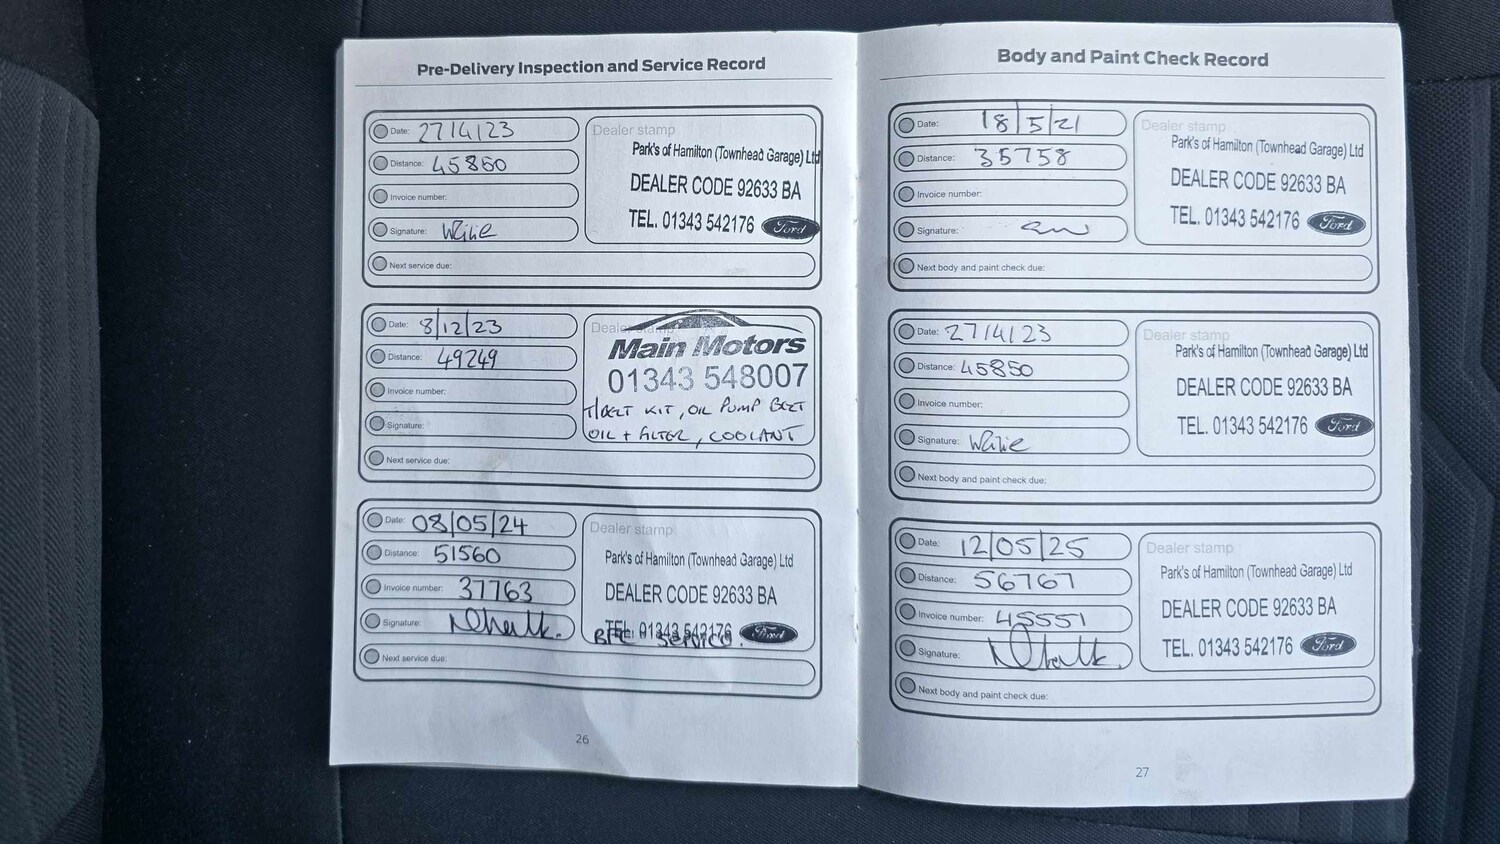 Pre-Delivery Inspection and Service Record
Date: 27/4/23
Distance: 45850
Invoice number:
Signature: Wylie
Next service due:
Dealer stamp
Park's of Hamilton (Townhead Garage) Ltd
DEALER CODE 92633 BA
TEL. 01343 542176 Ford
Date: 8/12/23
Distance: 49249
Invoice number:
Signature:
Next service due:
Dealer stamp
Main Motors
01343 548007
T/BELT KIT, OIL PUMP BELT
OIL + FILTER, COOLANT
Date: 08/05/24
Distance: 51560
Invoice number: 37763
Signature:
Next service due:
Dealer stamp
Park's of Hamilton (Townhead Garage) Ltd
DEALER CODE 92633 BA
TEL. 01343 542176 Ford
service.
26
Body and Paint Check Record
Date: 18/5/21
Distance: 35758
Invoice number:
Signature:
Next body and paint check due:
Dealer stamp
Park's of Hamilton (Townhead Garage) Ltd
DEALER CODE 92633 BA
TEL. 01343 542176 Ford
Date: 27/4/23
Distance: 45850
Invoice number:
Signature: Wylie
Next body and paint check due:
Dealer stamp
Park's of Hamilton (Townhead Garage) Ltd
DEALER CODE 92633 BA
TEL. 01343 542176 Ford
Date: 12/05/25
Distance: 56767
Invoice number: 45551
Signature:
Next body and paint check due:
Dealer stamp
Park's of Hamilton (Townhead Garage) Ltd
DEALER CODE 92633 BA
TEL. 01343 542176 Ford
27